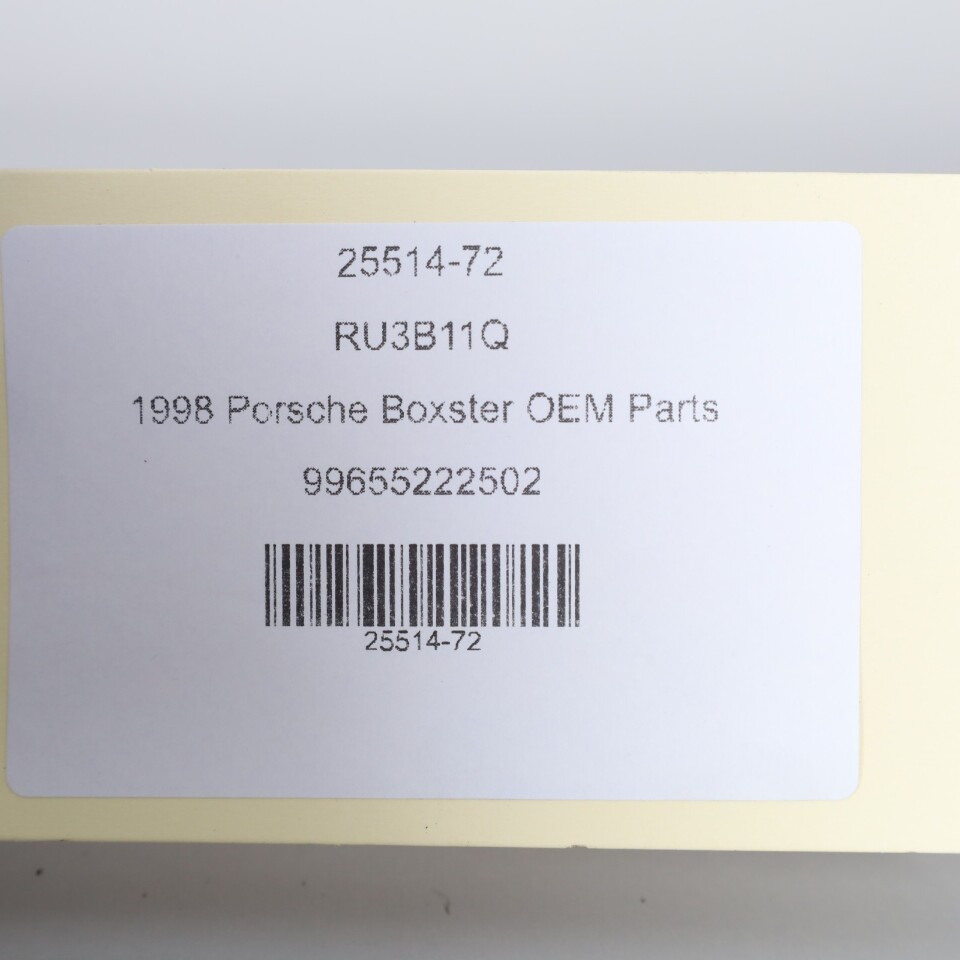 25514-72
RU3B11Q
1998 Porsche Boxster OEM Parts
99655222502
25514-72